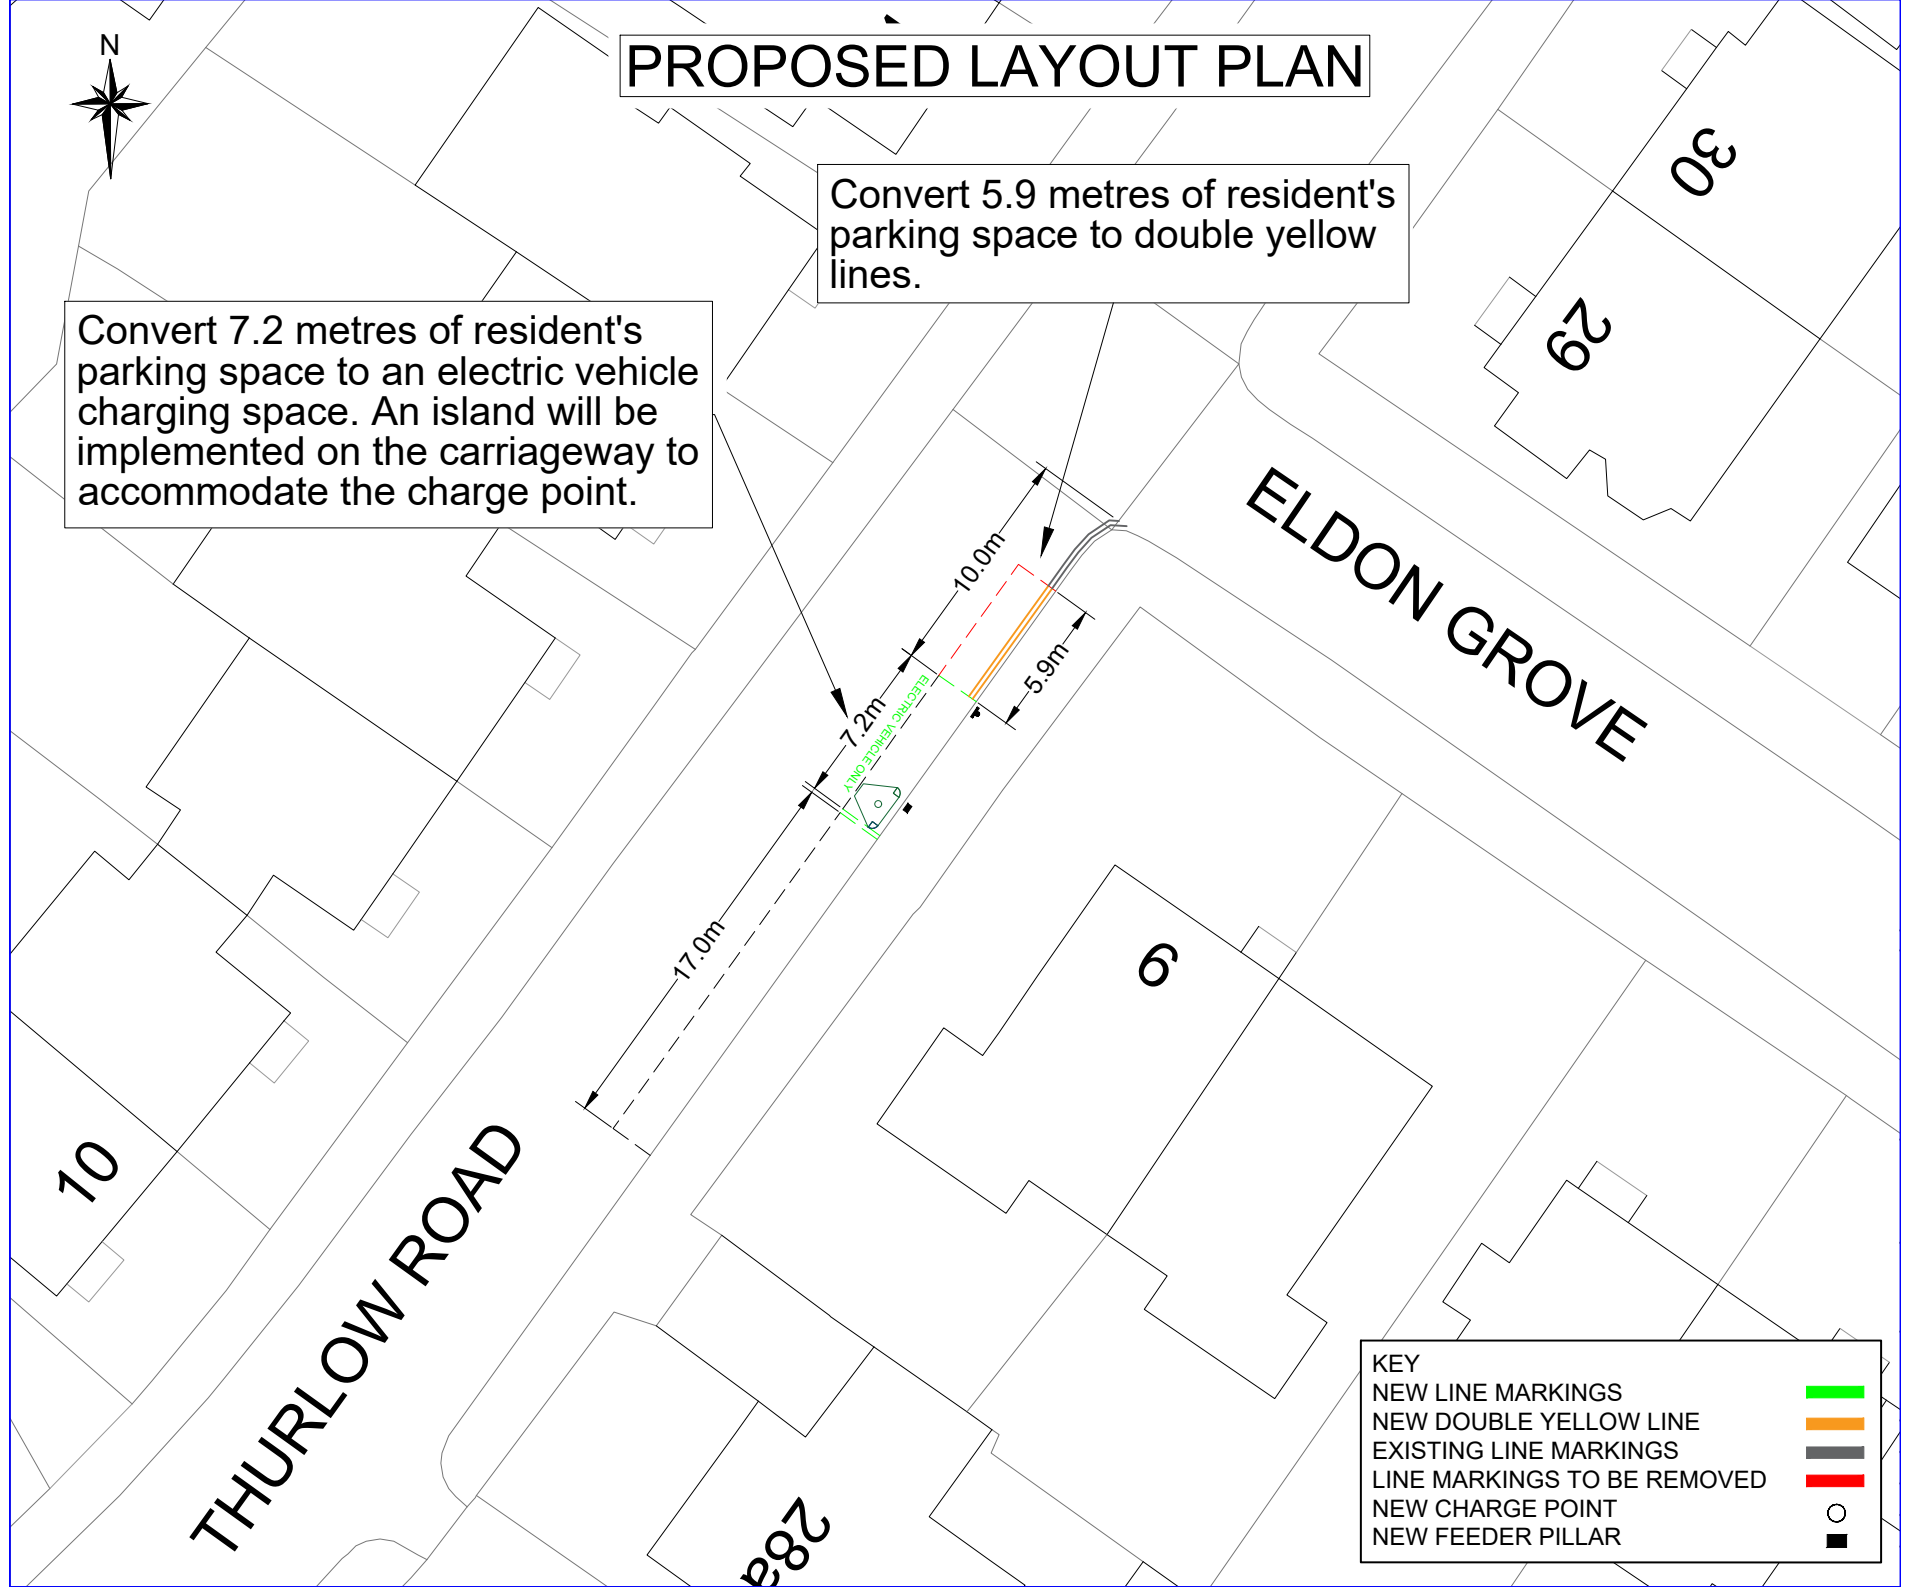 N
PROPOSED LAYOUT PLAN
Convert 5.9 metres of resident's
parking space to double yellow
lines.
Convert 7.2 metres of resident's
parking space to an electric vehicle
charging space. An island will be
implemented on the carriageway to
accommodate the charge point.
30
29
ELDON GROVE
10.0m
5.9m
7.2m
ELECTRIC VEHICLE ONLY
17.0m
6
10
THURLOW ROAD
28a
KEY
NEW LINE MARKINGS
NEW DOUBLE YELLOW LINE
EXISTING LINE MARKINGS
LINE MARKINGS TO BE REMOVED
NEW CHARGE POINT
NEW FEEDER PILLAR